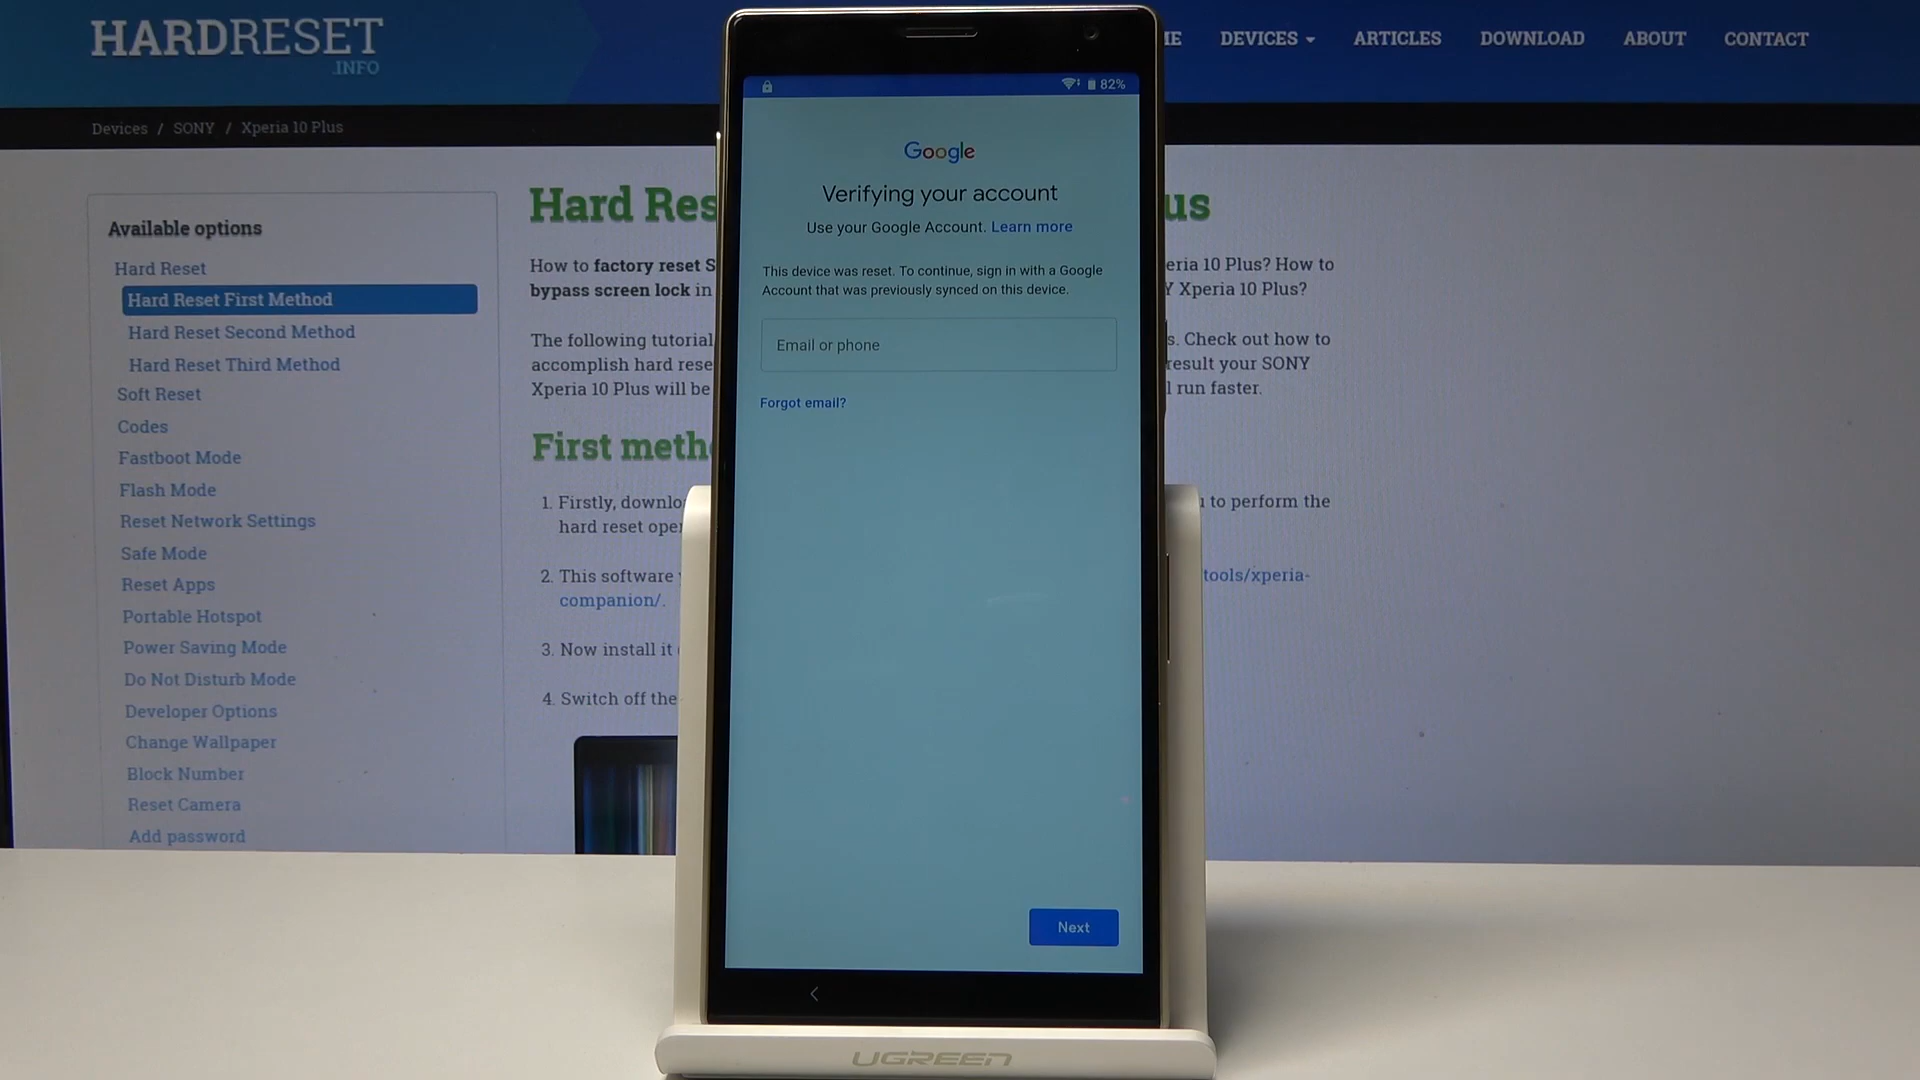 HARDRESET
.INFO
DEVICES
ARTICLES
DOWNLOAD
ABOUT
CONTACT
Devices / SONY / Xperia 10 Plus
Available options
Hard Reset
Hard Reset First Method
Hard Reset Second Method
Hard Reset Third Method
Soft Reset
Codes
Fastboot Mode
Flash Mode
Reset Network Settings
Safe Mode
Reset Apps
Portable Hotspot
Power Saving Mode
Do Not Disturb Mode
Developer Options
Change Wallpaper
Block Number
Reset Camera
Add password
Hard Res
us
How to factory reset S
eria 10 Plus? How to
bypass screen lock in
Y Xperia 10 Plus?
The following tutorial
s. Check out how to
accomplish hard rese
result your SONY
Xperia 10 Plus will be
l run faster.
First meth
1. Firstly, downlo
to perform the
hard reset oper
2. This software
tools/xperia-
companion/.
3. Now install it
4. Switch off the
82%
Google
Verifying your account
Use your Google Account. Learn more
This device was reset. To continue, sign in with a Google
Account that was previously synced on this device.
Email or phone
Forgot email?
Next
UGREEN